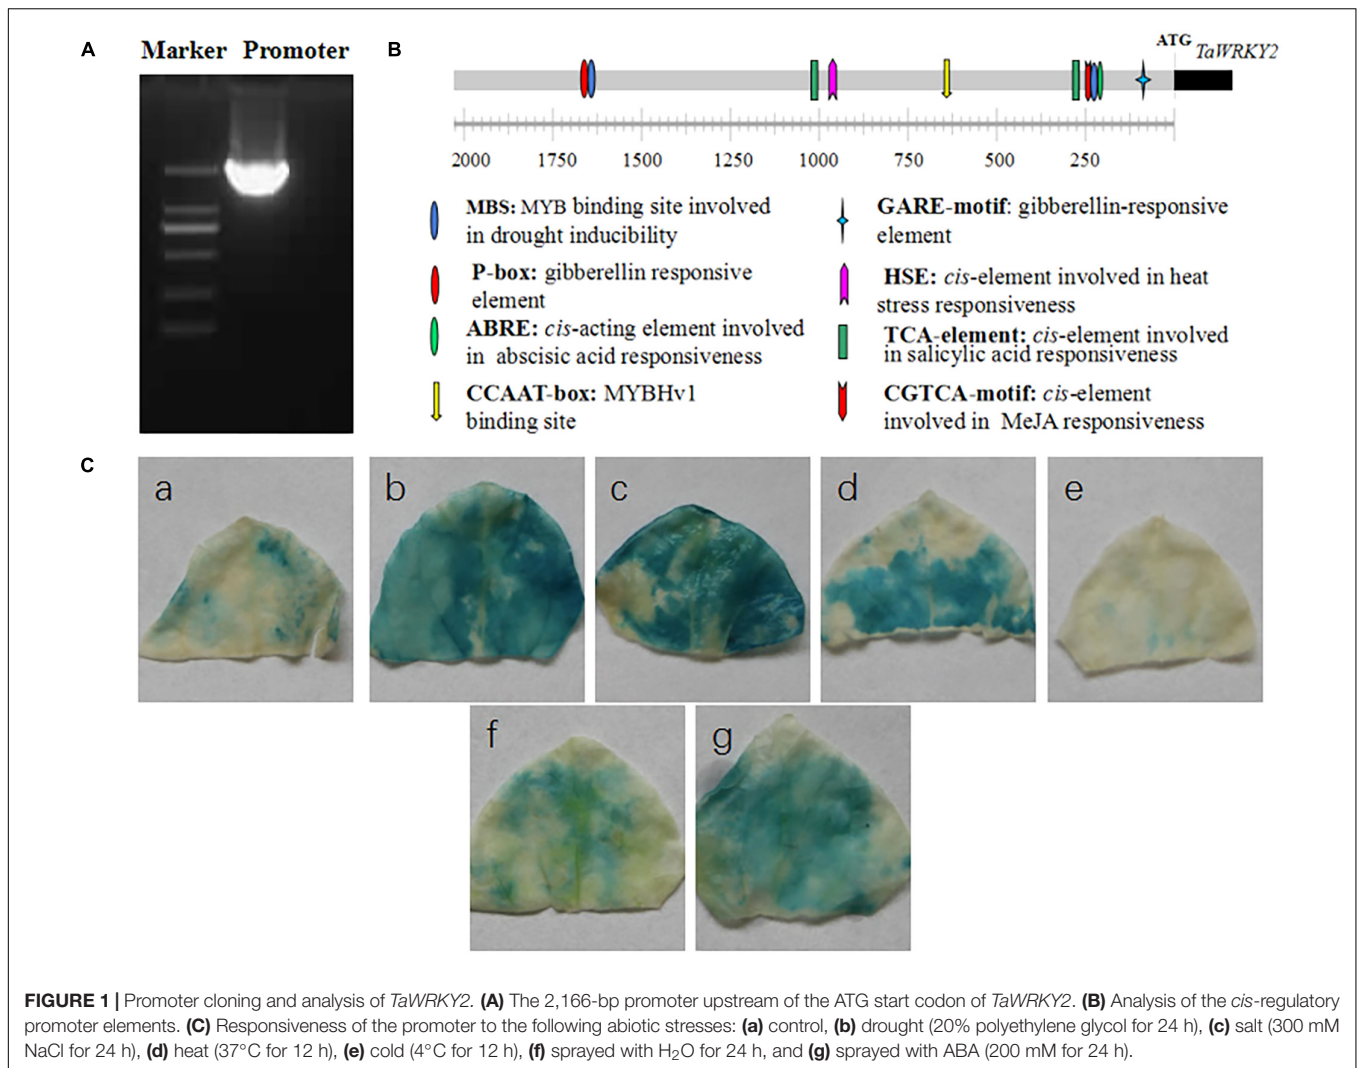 A
Marker Promoter
B
ATG
TaWRKY2
2000 1750 1500 1250 1000 750 500 250
MBS: MYB binding site involved
in drought inducibility
P-box: gibberellin responsive
element
ABRE: cis-acting element involved
in abscisic acid responsiveness
CCAAT-box: MYBHv1
binding site
GARE-motif: gibberellin-responsive
element
HSE: cis-element involved in heat
stress responsiveness
TCA-element: cis-element involved
in salicylic acid responsiveness
CGTCA-motif: cis-element
involved in MeJA responsiveness
C
a
b
c
d
e
f
g
FIGURE 1 | Promoter cloning and analysis of TaWRKY2. (A) The 2,166-bp promoter upstream of the ATG start codon of TaWRKY2. (B) Analysis of the cis-regulatory
promoter elements. (C) Responsiveness of the promoter to the following abiotic stresses: (a) control, (b) drought (20% polyethylene glycol for 24 h), (c) salt (300 mM
NaCl for 24 h), (d) heat (37°C for 12 h), (e) cold (4°C for 12 h), (f) sprayed with H₂O for 24 h, and (g) sprayed with ABA (200 mM for 24 h).